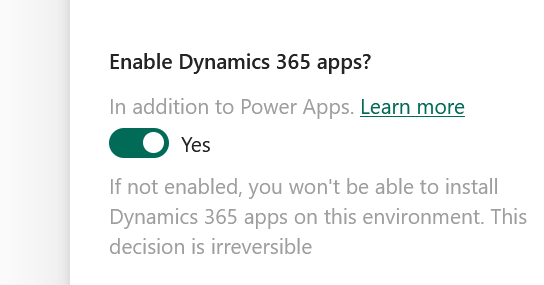 Enable Dynamics 365 apps?
In addition to Power Apps. Learn more
Yes
If not enabled, you won't be able to install
Dynamics 365 apps on this environment. This
decision is irreversible